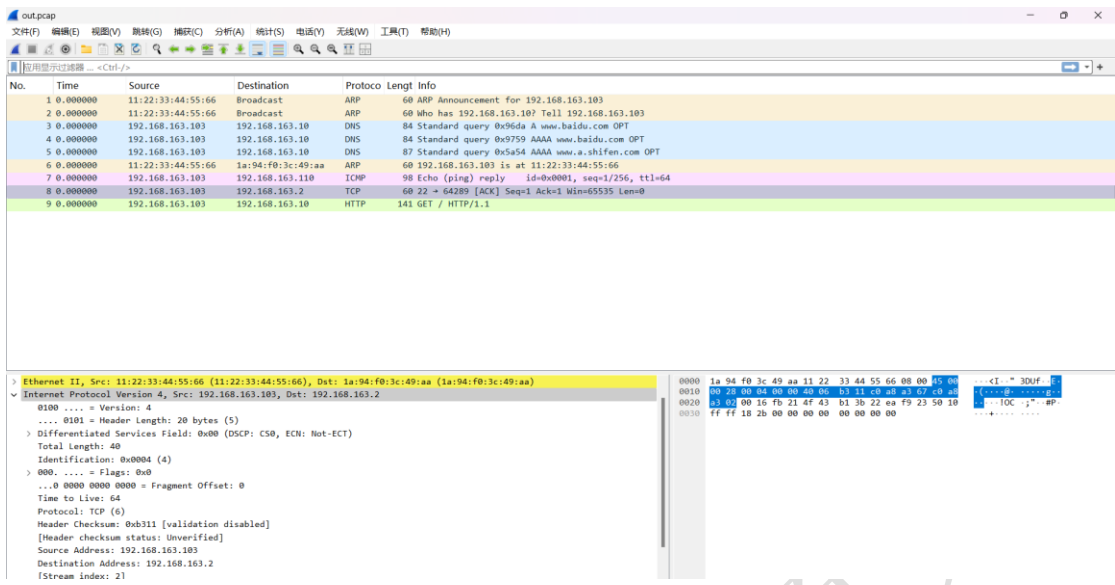 out.pcap
文件(F) 编辑(E) 视图(V) 跳转(G) 捕获(C) 分析(A) 统计(S) 电话(Y) 无线(W) 工具(T) 帮助(H)
应用显示过滤器 … <Ctrl-/>
No. Time Source Destination Protoco Lengt Info
1 0.000000 11:22:33:44:55:66 Broadcast ARP 60 ARP Announcement for 192.168.163.103
2 0.000000 11:22:33:44:55:66 Broadcast ARP 60 Who has 192.168.163.10? Tell 192.168.163.103
3 0.000000 192.168.163.103 192.168.163.10 DNS 84 Standard query 0x96da A www.baidu.com OPT
4 0.000000 192.168.163.103 192.168.163.10 DNS 84 Standard query 0x9759 AAAA www.baidu.com OPT
5 0.000000 192.168.163.103 192.168.163.10 DNS 87 Standard query 0x5a54 AAAA www.a.shifen.com OPT
6 0.000000 11:22:33:44:55:66 1a:94:f0:3c:49:aa ARP 60 192.168.163.103 is at 11:22:33:44:55:66
7 0.000000 192.168.163.103 192.168.163.110 ICMP 98 Echo (ping) reply id=0x0001, seq=1/256, ttl=64
8 0.000000 192.168.163.103 192.168.163.2 TCP 60 22 → 64289 [ACK] Seq=1 Ack=1 Win=65535 Len=0
9 0.000000 192.168.163.103 192.168.163.10 HTTP 141 GET / HTTP/1.1
Ethernet II, Src: 11:22:33:44:55:66 (11:22:33:44:55:66), Dst: 1a:94:f0:3c:49:aa (1a:94:f0:3c:49:aa)
Internet Protocol Version 4, Src: 192.168.163.103, Dst: 192.168.163.2
0100 .... = Version: 4
.... 0101 = Header Length: 20 bytes (5)
Differentiated Services Field: 0x00 (DSCP: CS0, ECN: Not-ECT)
Total Length: 40
Identification: 0x0004 (4)
000. .... = Flags: 0x0
...0 0000 0000 0000 = Fragment Offset: 0
Time to Live: 64
Protocol: TCP (6)
Header Checksum: 0xb311 [validation disabled]
[Header checksum status: Unverified]
Source Address: 192.168.163.103
Destination Address: 192.168.163.2
[Stream index: 2]
0000 1a 94 f0 3c 49 aa 11 22 33 44 55 66 08 00 45 00 ···<I··" 3DUf··E·
0010 00 28 00 04 00 00 40 06 b3 11 c0 a8 a3 67 c0 a8 ·(····@· ·····g··
0020 a3 02 00 16 fb 21 4f 43 b1 3b 22 ea f9 23 50 10 ·····!OC ·;"··#P·
0030 ff ff 18 2b 00 00 00 00 00 00 00 00 ···+···· ····